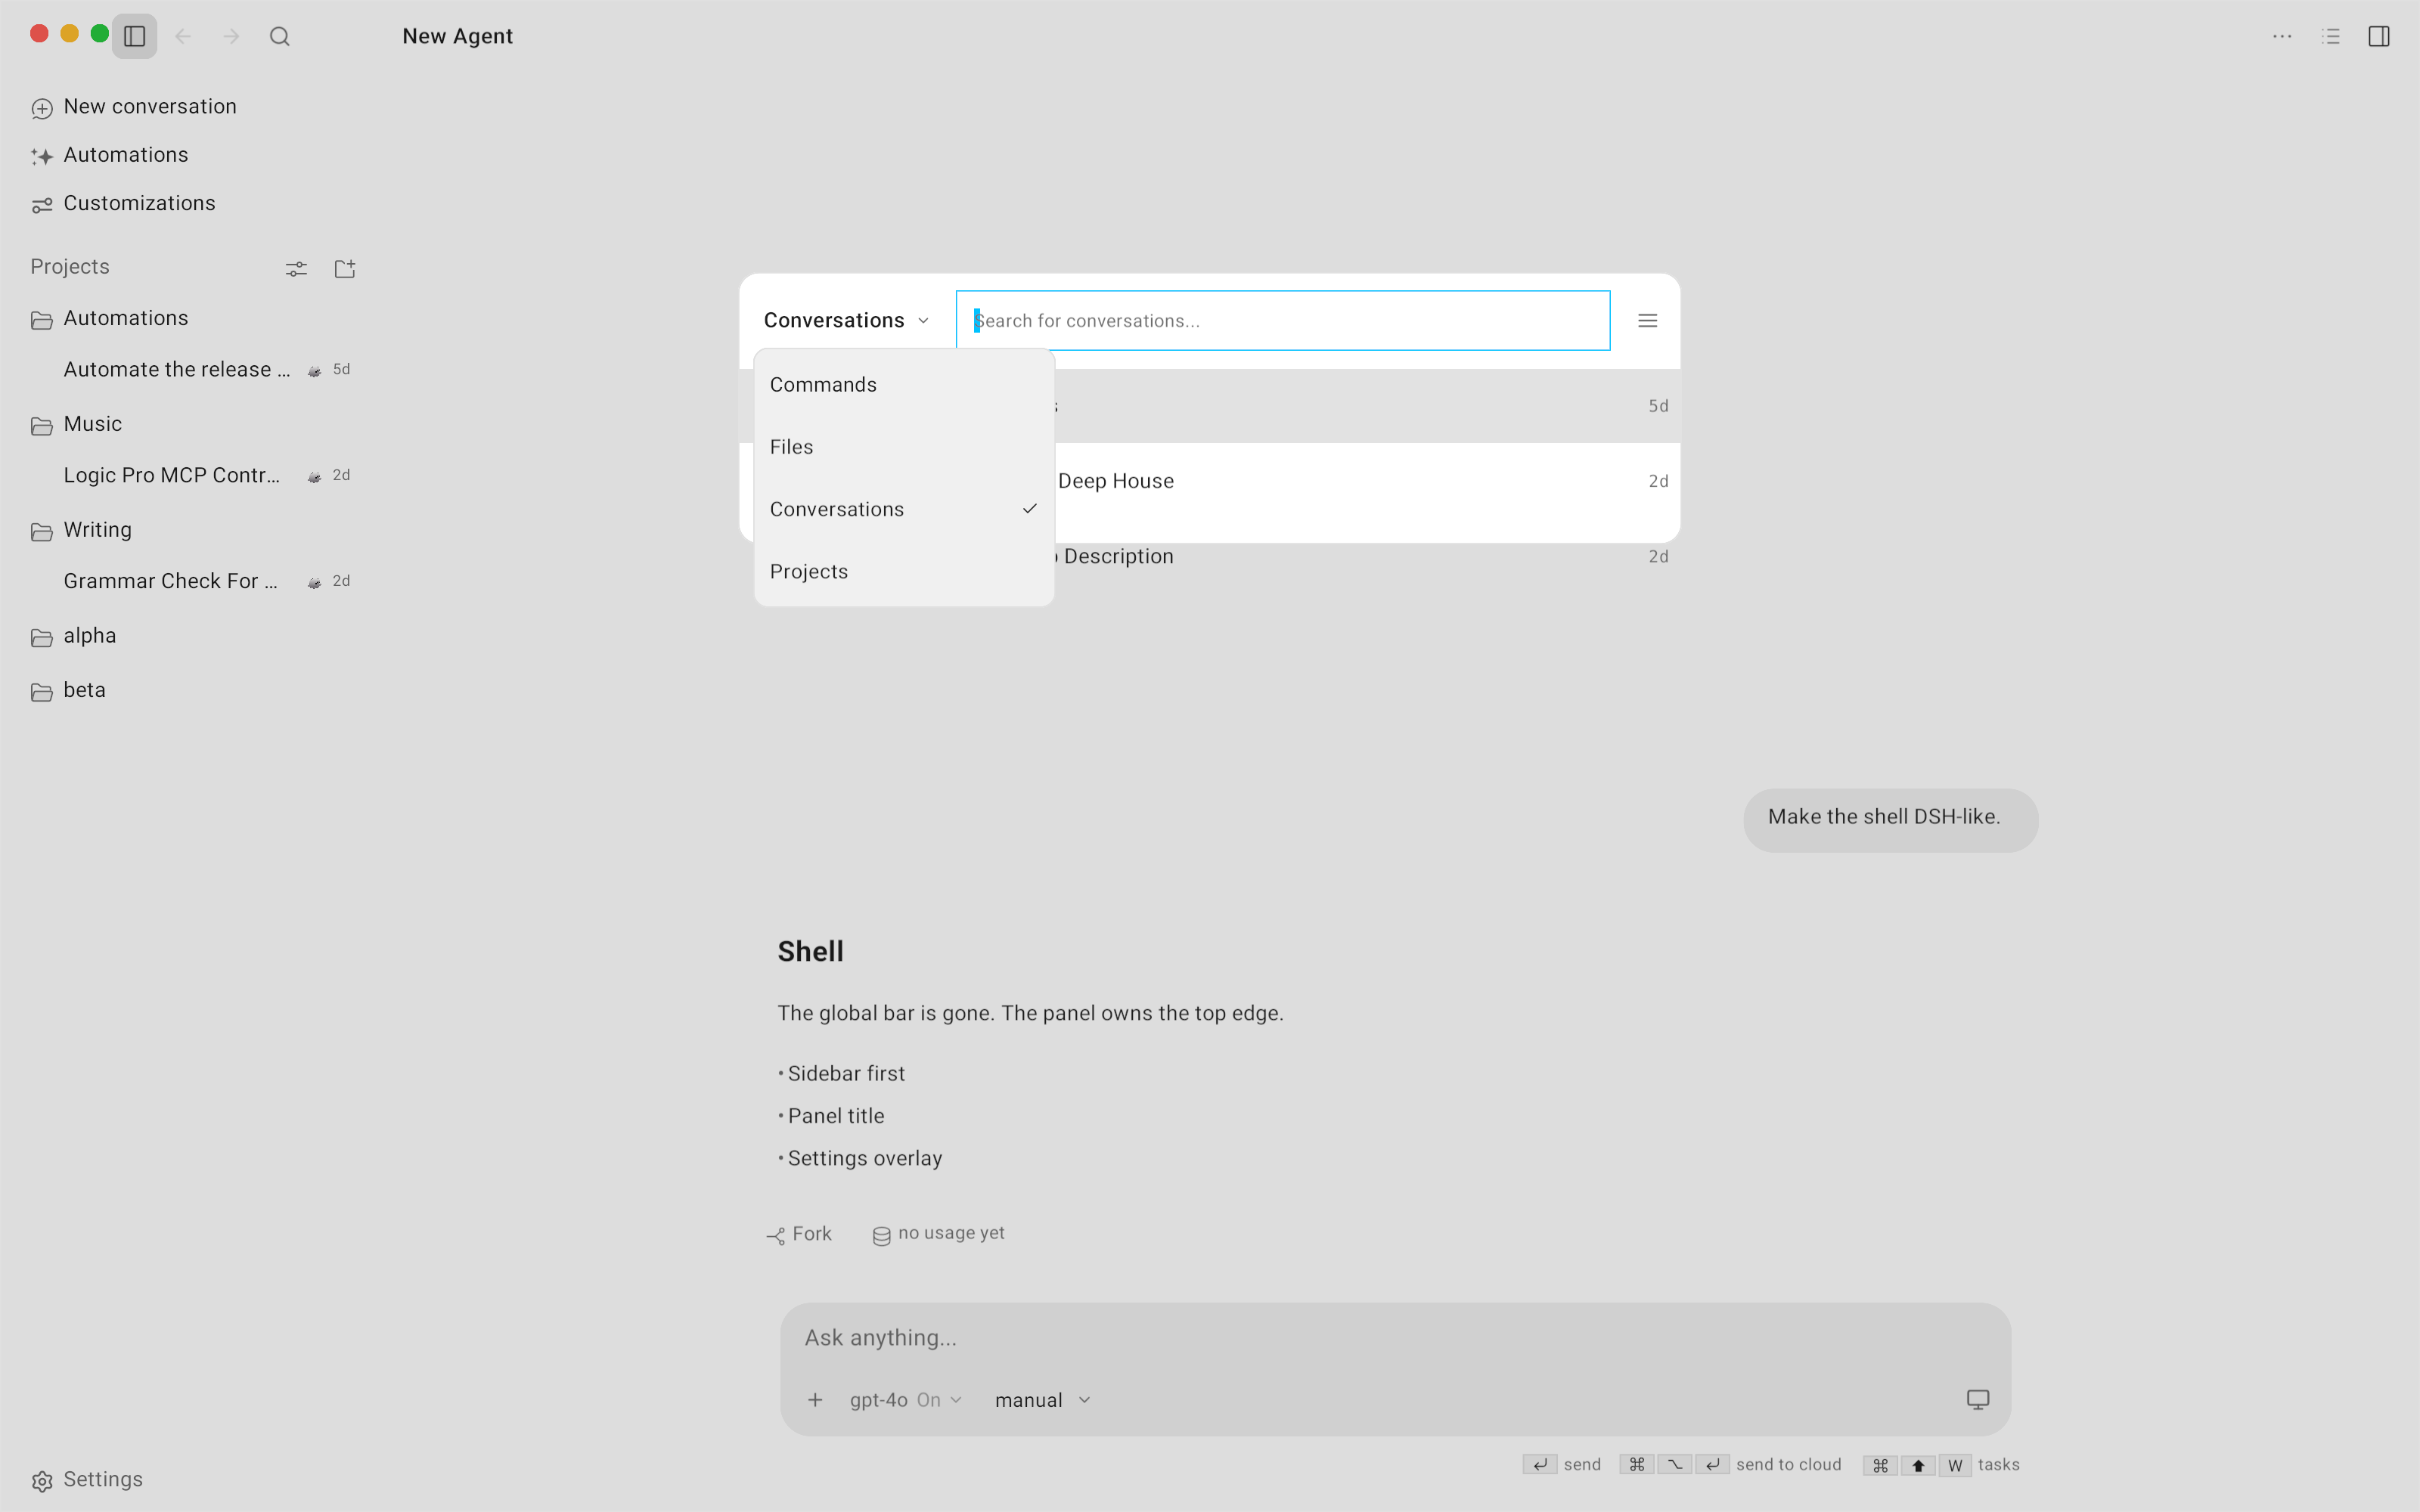 New Agent
New conversation
Automations
Customizations
Projects
Automations
Automate the release ... 5d
Music
Logic Pro MCP Contr... 2d
Writing
Grammar Check For ... 2d
alpha
beta
Settings
Conversations
Search for conversations...
Commands
Files
Conversations
Projects
5d
Deep House 2d
Description 2d
Make the shell DSH-like.
Shell
The global bar is gone. The panel owns the top edge.
• Sidebar first
• Panel title
• Settings overlay
Fork no usage yet
Ask anything...
+ gpt-4o On manual
↵ send ⌘ ⌥ ↵ send to cloud ⌘ ⬆ W tasks